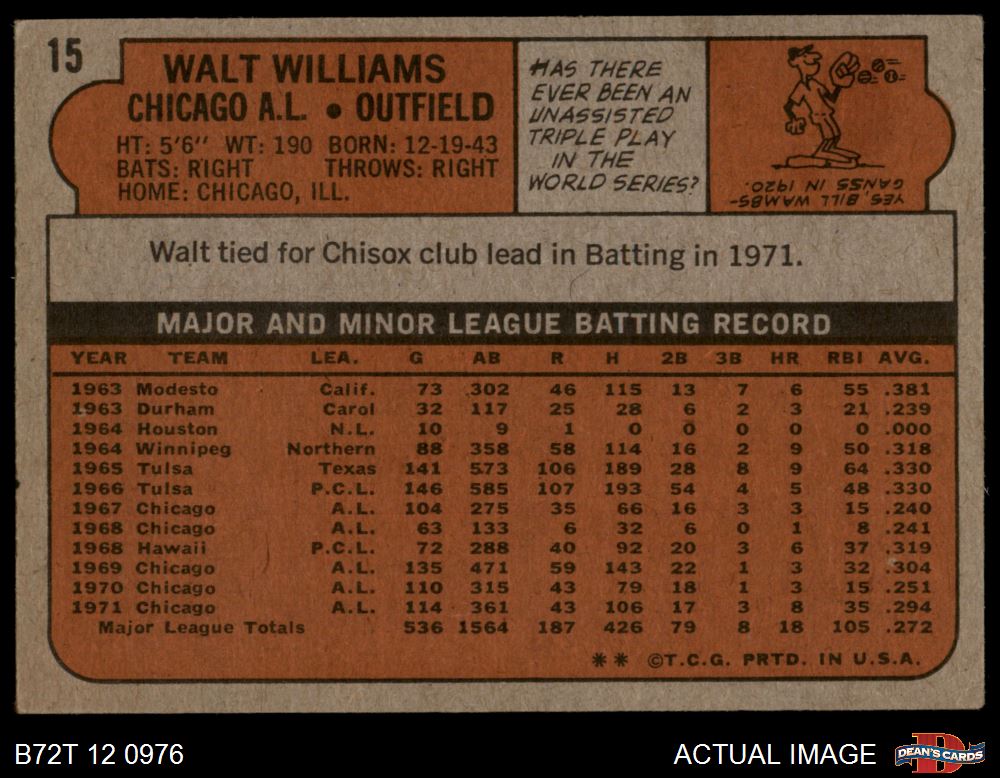 15
WALT WILLIAMS
CHICAGO A.L. • OUTFIELD
HT: 5'6" WT: 190 BORN: 12-19-43
BATS: RIGHT THROWS: RIGHT
HOME: CHICAGO, ILL.
HAS THERE
EVER BEEN AN
UNASSISTED
TRIPLE PLAY
IN THE
WORLD SERIES?
YES, BILL WAMBS-
GANSS IN 1920.
Walt tied for Chisox club lead in Batting in 1971.
MAJOR AND MINOR LEAGUE BATTING RECORD
YEAR TEAM LEA. G AB R H 2B 3B HR RBI AVG.
1963 Modesto Calif. 73 302 46 115 13 7 6 55 .381
1963 Durham Carol 32 117 25 28 6 2 3 21 .239
1964 Houston N.L. 10 9 1 0 0 0 0 0 .000
1964 Winnipeg Northern 88 358 58 114 16 2 9 50 .318
1965 Tulsa Texas 141 573 106 189 28 8 9 64 .330
1966 Tulsa P.C.L. 146 585 107 193 54 4 5 48 .330
1967 Chicago A.L. 104 275 35 66 16 3 3 15 .240
1968 Chicago A.L. 63 133 6 32 6 0 1 8 .241
1968 Hawaii P.C.L. 72 288 40 92 20 3 6 37 .319
1969 Chicago A.L. 135 471 59 143 22 1 3 32 .304
1970 Chicago A.L. 110 315 43 79 18 1 3 15 .251
1971 Chicago A.L. 114 361 43 106 17 3 8 35 .294
Major League Totals 536 1564 187 426 79 8 18 105 .272
** ©T.C.G. PRTD. IN U.S.A.
B72T 12 0976
ACTUAL IMAGE
D
DEAN'S CARDS